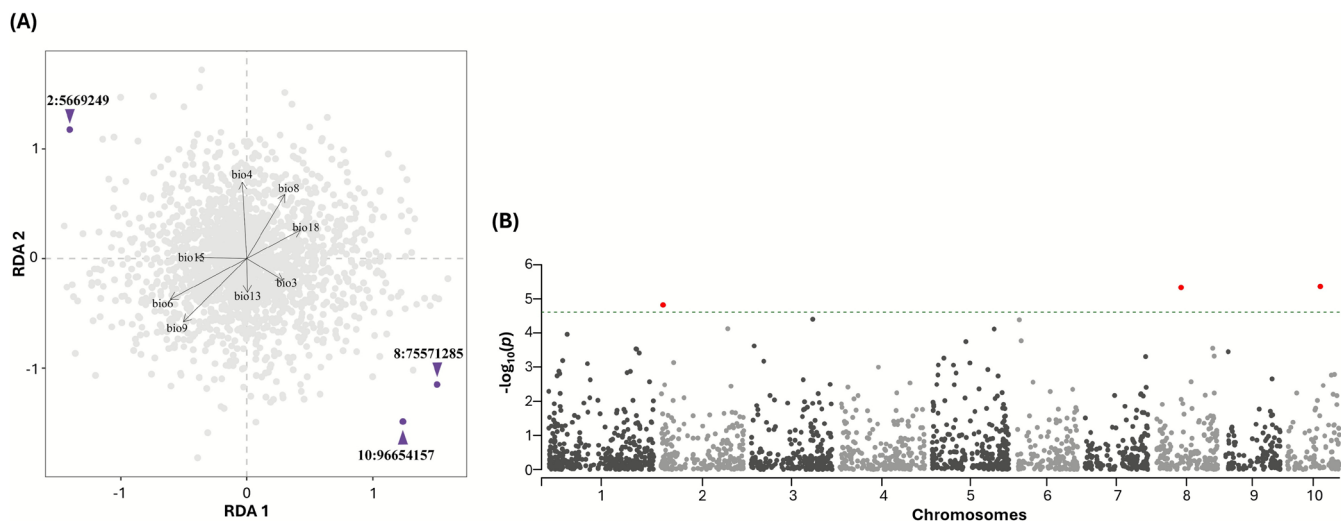 (A)
2:5669249
bio4
bio8
bio18
bio15
bio3
bio13
bio6
bio9
8:75571285
10:96654157
1
0
-1
RDA 2
-1 0 1
RDA 1
(B)
6
5
4
3
2
1
0
-log10(p)
1 2 3 4 5 6 7 8 9 10
Chromosomes